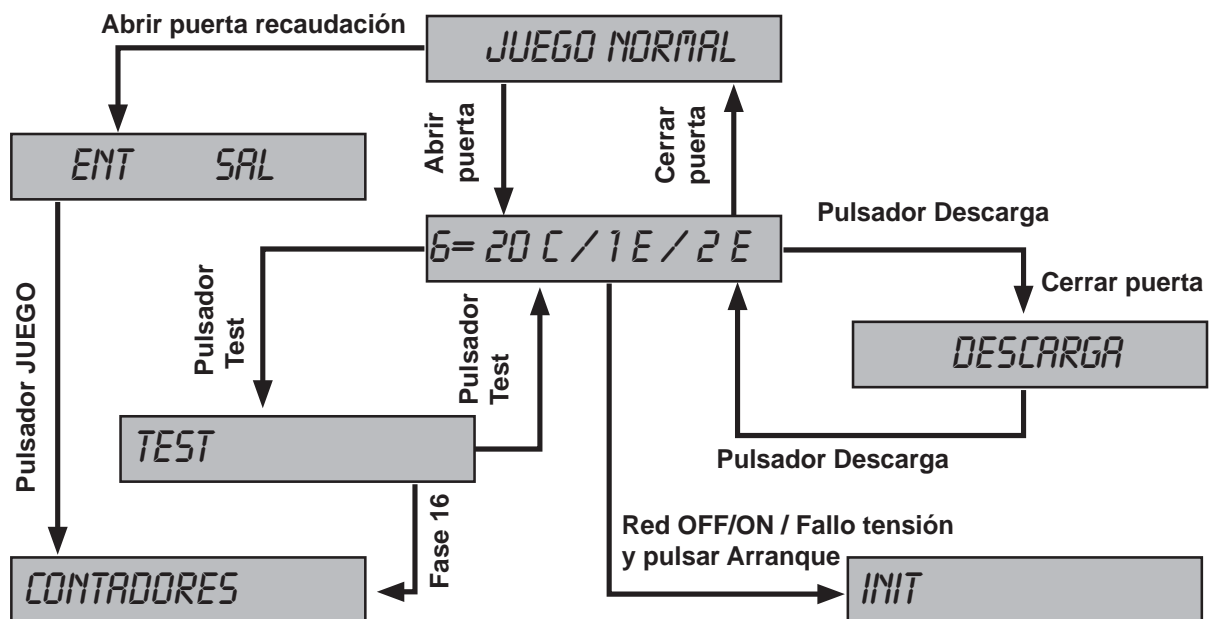 Abrir puerta recaudación
JUEGO NORMAL
Abrir
puerta
Cerrar
puerta
ENT SAL
Pulsador Descarga
6= 20 C / 1 E / 2 E
Cerrar puerta
Pulsador JUEGO
Pulsador
Test
Pulsador
Test
DESCARGA
TEST
Pulsador Descarga
Fase 16
Red OFF/ON / Fallo tensión
y pulsar Arranque
CONTADORES
INIT